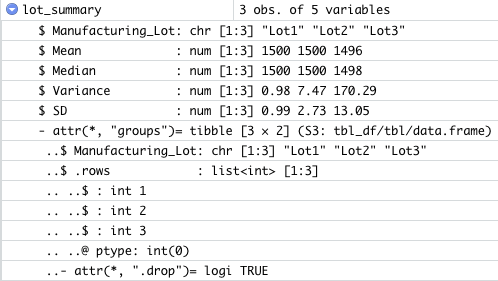 lot_summary 3 obs. of 5 variables
$ Manufacturing_Lot: chr [1:3] "Lot1" "Lot2" "Lot3"
$ Mean : num [1:3] 1500 1500 1496
$ Median : num [1:3] 1500 1500 1498
$ Variance : num [1:3] 0.98 7.47 170.29
$ SD : num [1:3] 0.99 2.73 13.05
- attr(*, "groups")= tibble [3 × 2] (S3: tbl_df/tbl/data.frame)
..$ Manufacturing_Lot: chr [1:3] "Lot1" "Lot2" "Lot3"
..$ .rows : list<int> [1:3]
.. ..$ : int 1
.. ..$ : int 2
.. ..$ : int 3
.. ..@ ptype: int(0)
..- attr(*, ".drop")= logi TRUE